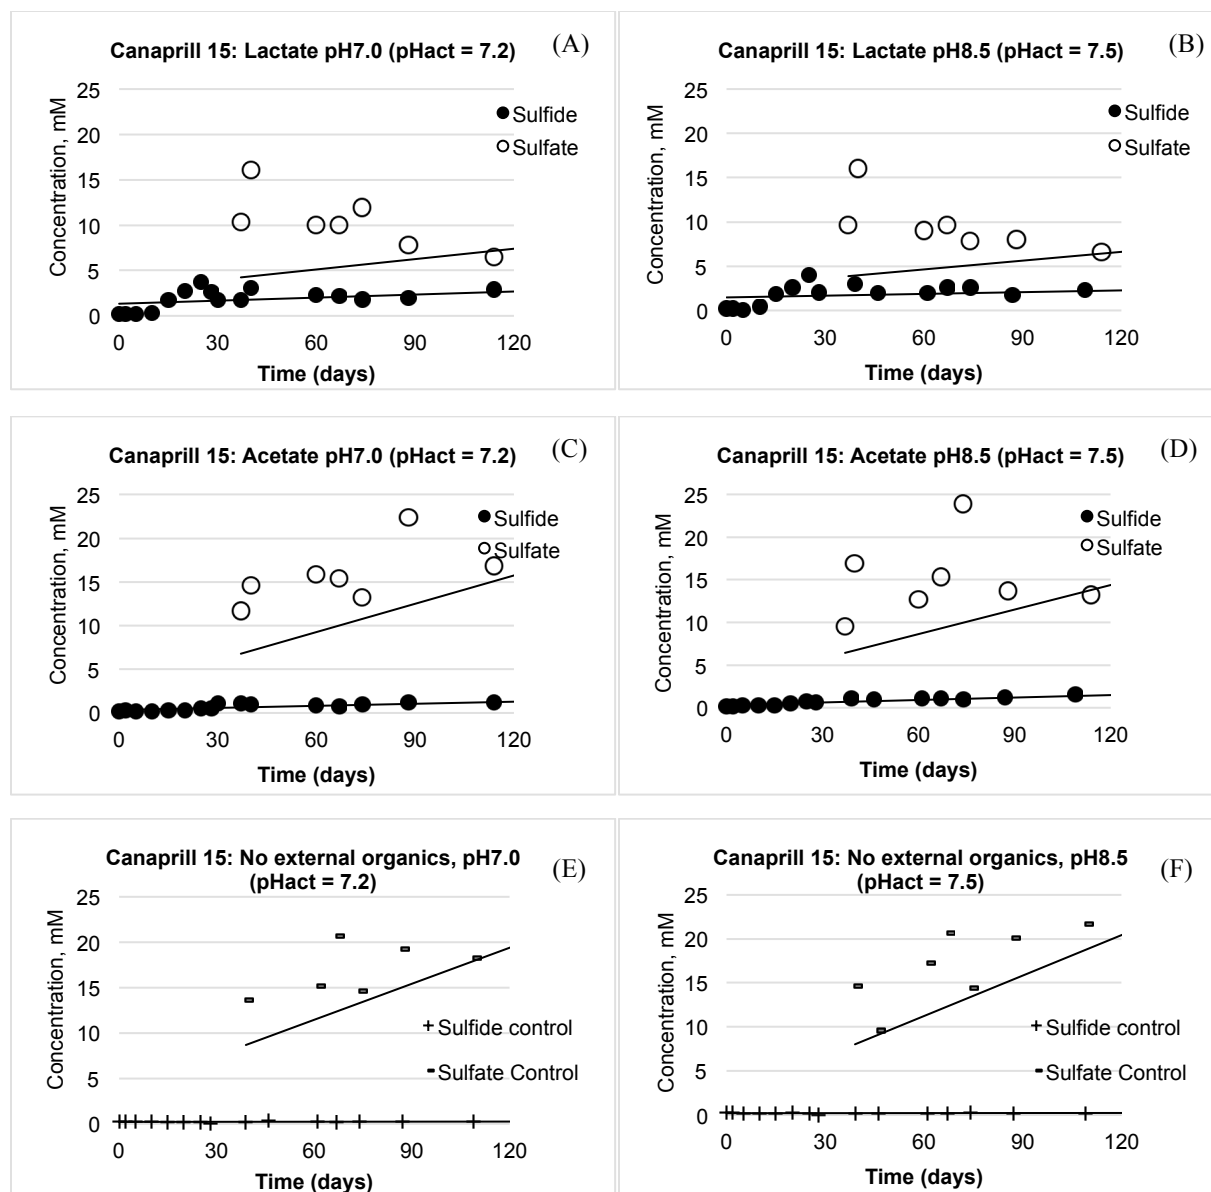 Canaprill 15: Lactate pH7.0 (pHact = 7.2)
(A)
Concentration, mM
25
20
15
10
5
0
Sulfide
Sulfate
0 30 60 90 120
Time (days)
Canaprill 15: Lactate pH8.5 (pHact = 7.5)
(B)
Concentration, mM
25
20
15
10
5
0
Sulfide
Sulfate
0 30 60 90 120
Time (days)
Canaprill 15: Acetate pH7.0 (pHact = 7.2)
(C)
Concentration, mM
25
20
15
10
5
0
Sulfide
Sulfate
0 30 60 90 120
Time (days)
Canaprill 15: Acetate pH8.5 (pHact = 7.5)
(D)
Concentration, mM
25
20
15
10
5
0
Sulfide
Sulfate
0 30 60 90 120
Time (days)
Canaprill 15: No external organics, pH7.0
(pHact = 7.2)
(E)
Concentration, mM
25
20
15
10
5
0
Sulfide control
Sulfate Control
0 30 60 90 120
Time (days)
Canaprill 15: No external organics, pH8.5
(pHact = 7.5)
(F)
Concentration, mM
25
20
15
10
5
0
Sulfide control
Sulfate Control
0 30 60 90 120
Time (days)